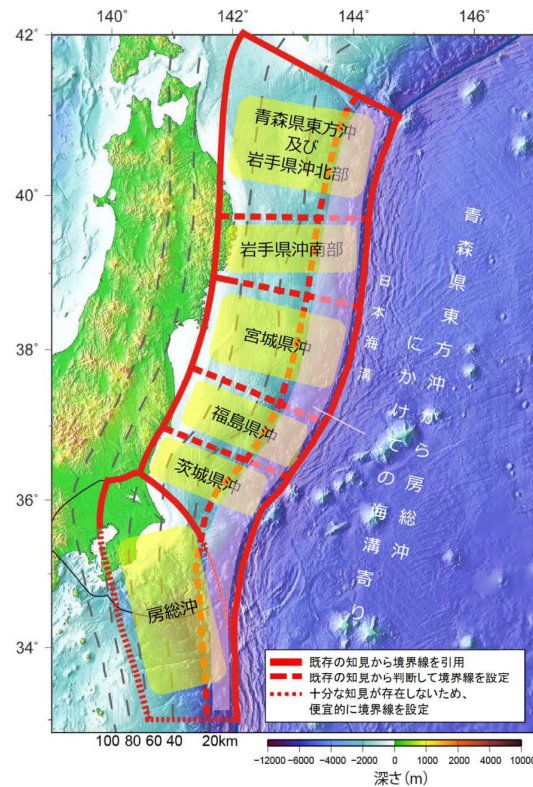 140°
142°
144°
146°
42°
青森県東方沖
及び
岩手県沖北部
40°
岩手県沖南部
38°
宮城県沖
福島県沖
茨城県沖
36°
房総沖
34°
日本海溝
青森県東方沖から房総沖
にかけての海溝寄り
既存の知見から境界線を引用
既存の知見から判断して境界線を設定
十分な知見が存在しないため、
便宜的に境界線を設定
100 80 60 40 20km
-12000 -6000 -4000 -2000 0 2000 4000 6000 10000
深さ(m)